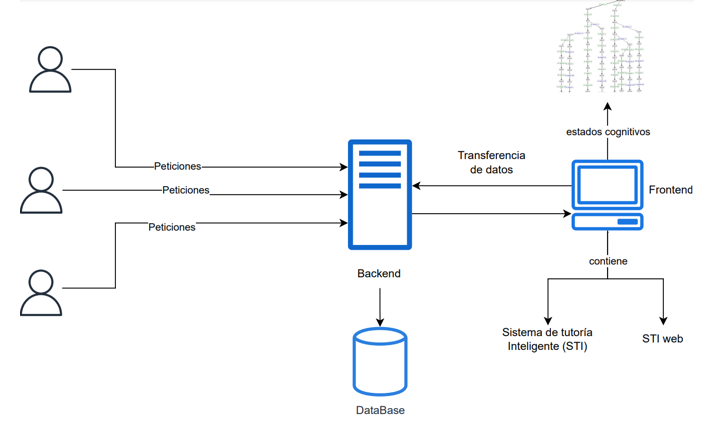 estados cognitivos
Transferencia
de datos
Peticiones
Peticiones
Frontend
Peticiones
contiene
Backend
Sistema de tutoría
Inteligente (STI)
STI web
DataBase